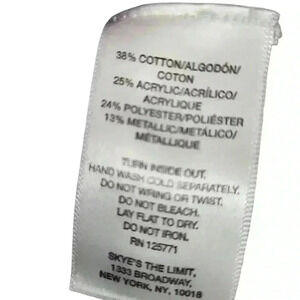 38% COTTON/ALGODÓN/
COTON
25% ACRYLIC/ACRÍLICO/
ACRYLIQUE
24% POLYESTER/POLIÉSTER
13% METALLIC/METÁLICO/
MÉTALLIQUE
TURN INSIDE OUT.
HAND WASH COLD SEPARATELY.
DO NOT WRING OR TWIST.
DO NOT BLEACH.
LAY FLAT TO DRY.
DO NOT IRON.
RN 125771
SKYE'S THE LIMIT,
1333 BROADWAY,
NEW YORK, NY, 10018